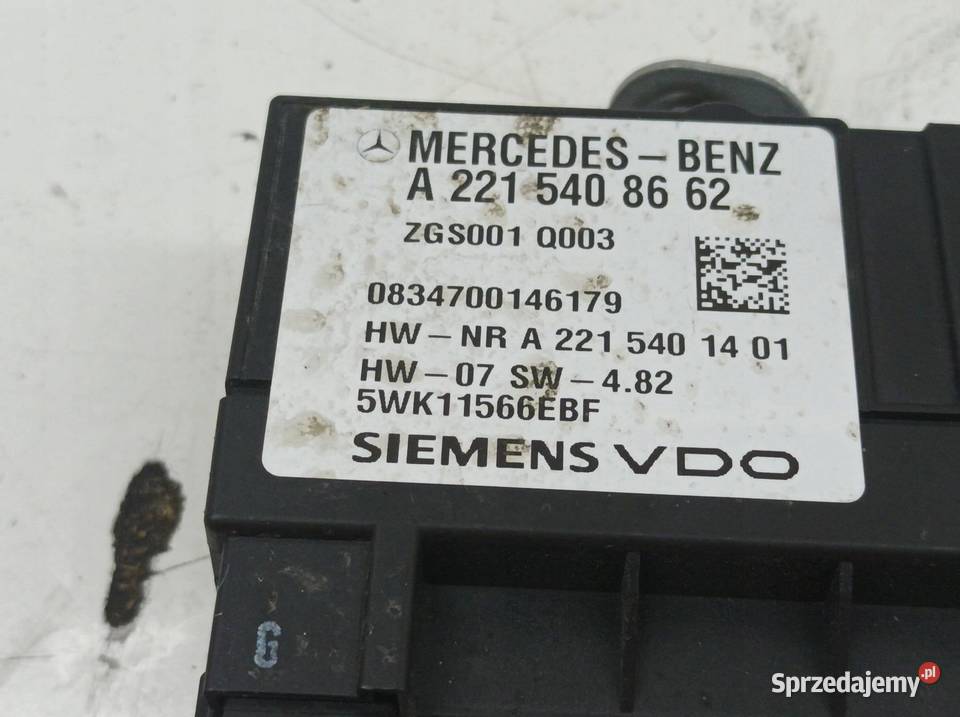 MERCEDES-BENZ
A 221 540 86 62
ZGS001 Q003
0834700146179
HW-NR A 221 540 14 01
HW-07 SW-4.82
5WK11566EBF
SIEMENS VDO
G
Sprzedajemy.pl